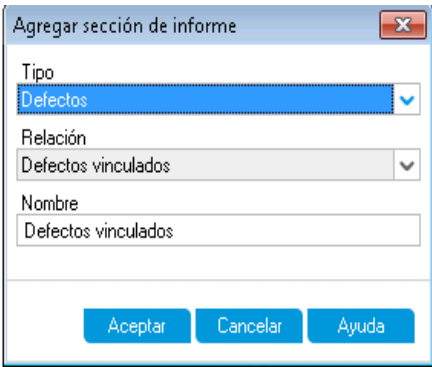 Agregar sección de informe
Tipo
Defectos
Relación
Defectos vinculados
Nombre
Defectos vinculados
Aceptar Cancelar Ayuda